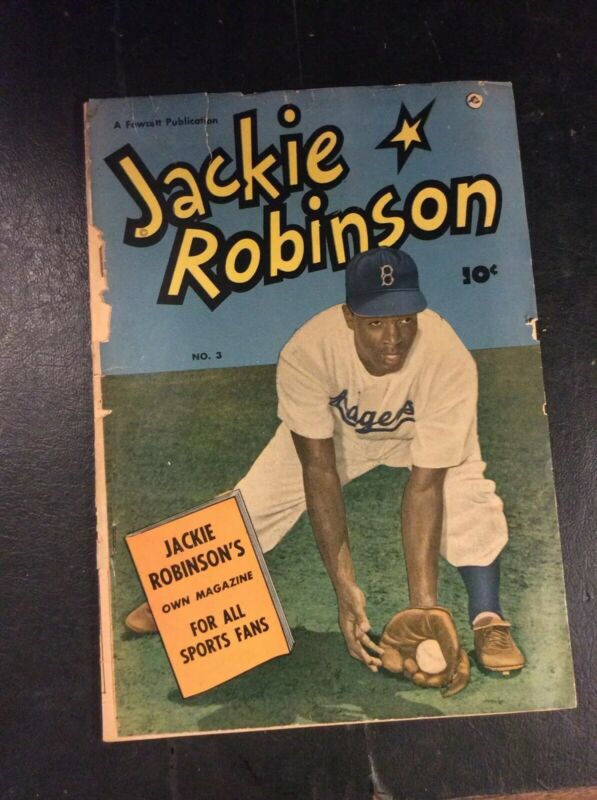 A Fawcett Publication
Jackie
Robinson
10¢
NO. 3
B
Dodgers
JACKIE
ROBINSON'S
OWN MAGAZINE
FOR ALL
SPORTS FANS